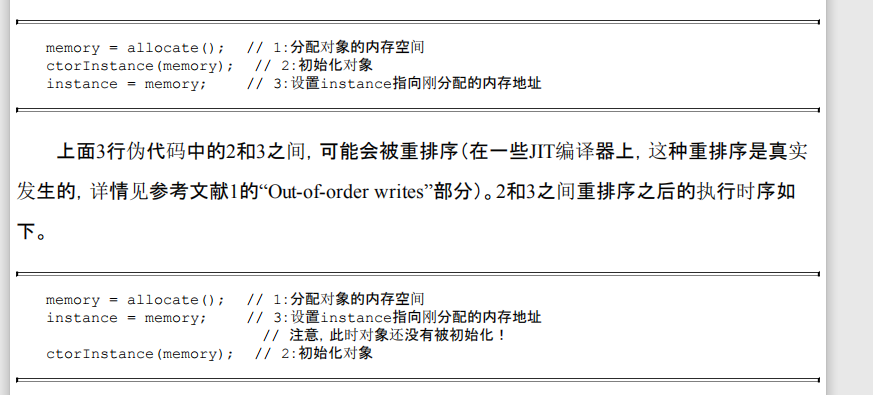 memory = allocate(); // 1:分配对象的内存空间
ctorInstance(memory); // 2:初始化对象
instance = memory; // 3:设置instance指向刚分配的内存地址
上面3行伪代码中的2和3之间，可能会被重排序（在一些JIT编译器上，这种重排序是真实
发生的，详情见参考文献1的“Out-of-order writes”部分）。2和3之间重排序之后的执行时序如
下。
memory = allocate(); // 1:分配对象的内存空间
instance = memory; // 3:设置instance指向刚分配的内存地址
// 注意，此时对象还没有被初始化！
ctorInstance(memory); // 2:初始化对象